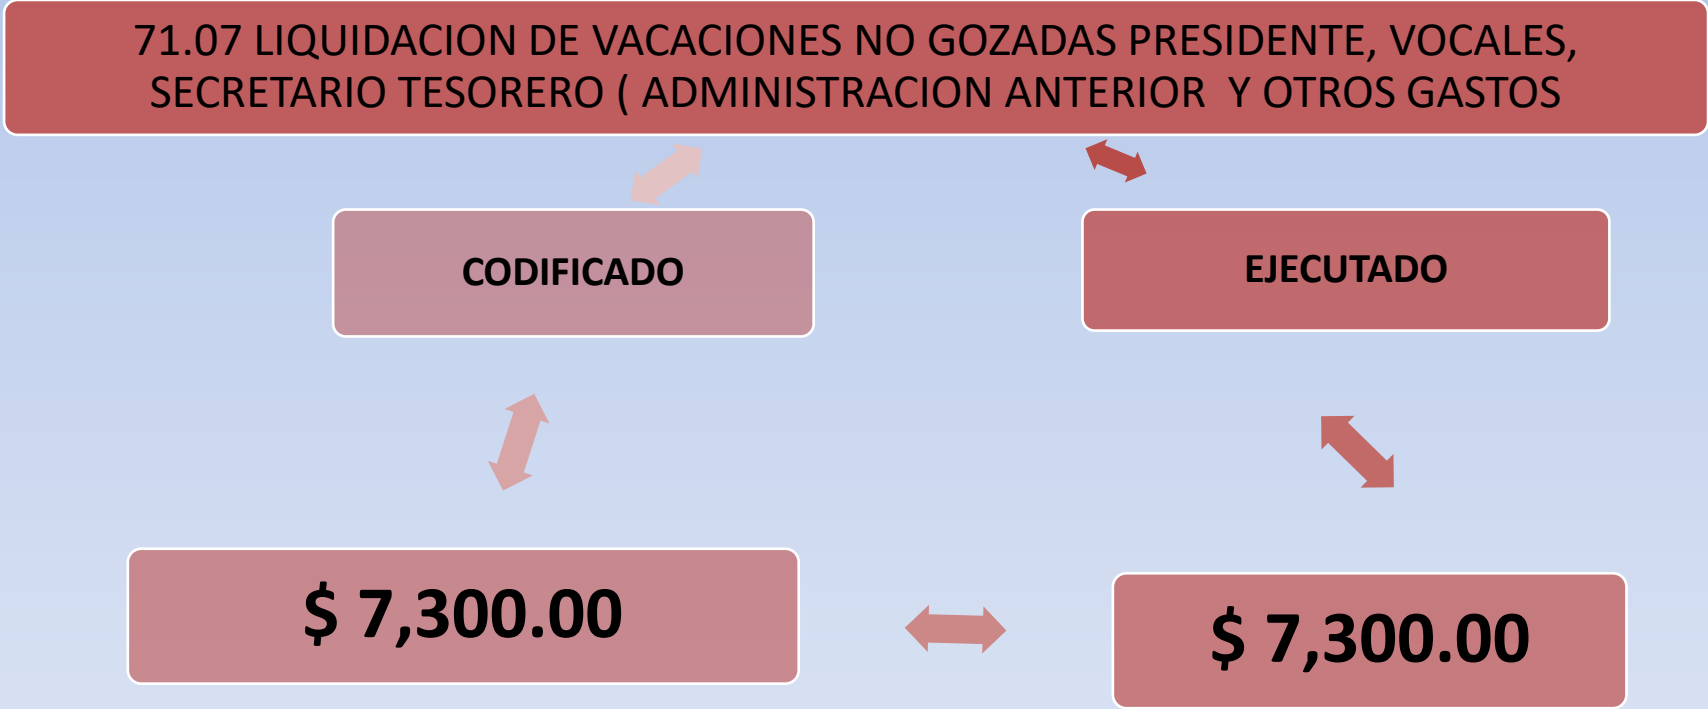 71.07 LIQUIDACION DE VACACIONES NO GOZADAS PRESIDENTE, VOCALES,
SECRETARIO TESORERO ( ADMINISTRACION ANTERIOR  Y OTROS GASTOS
CODIFICADO
EJECUTADO
$ 7,300.00
$ 7,300.00